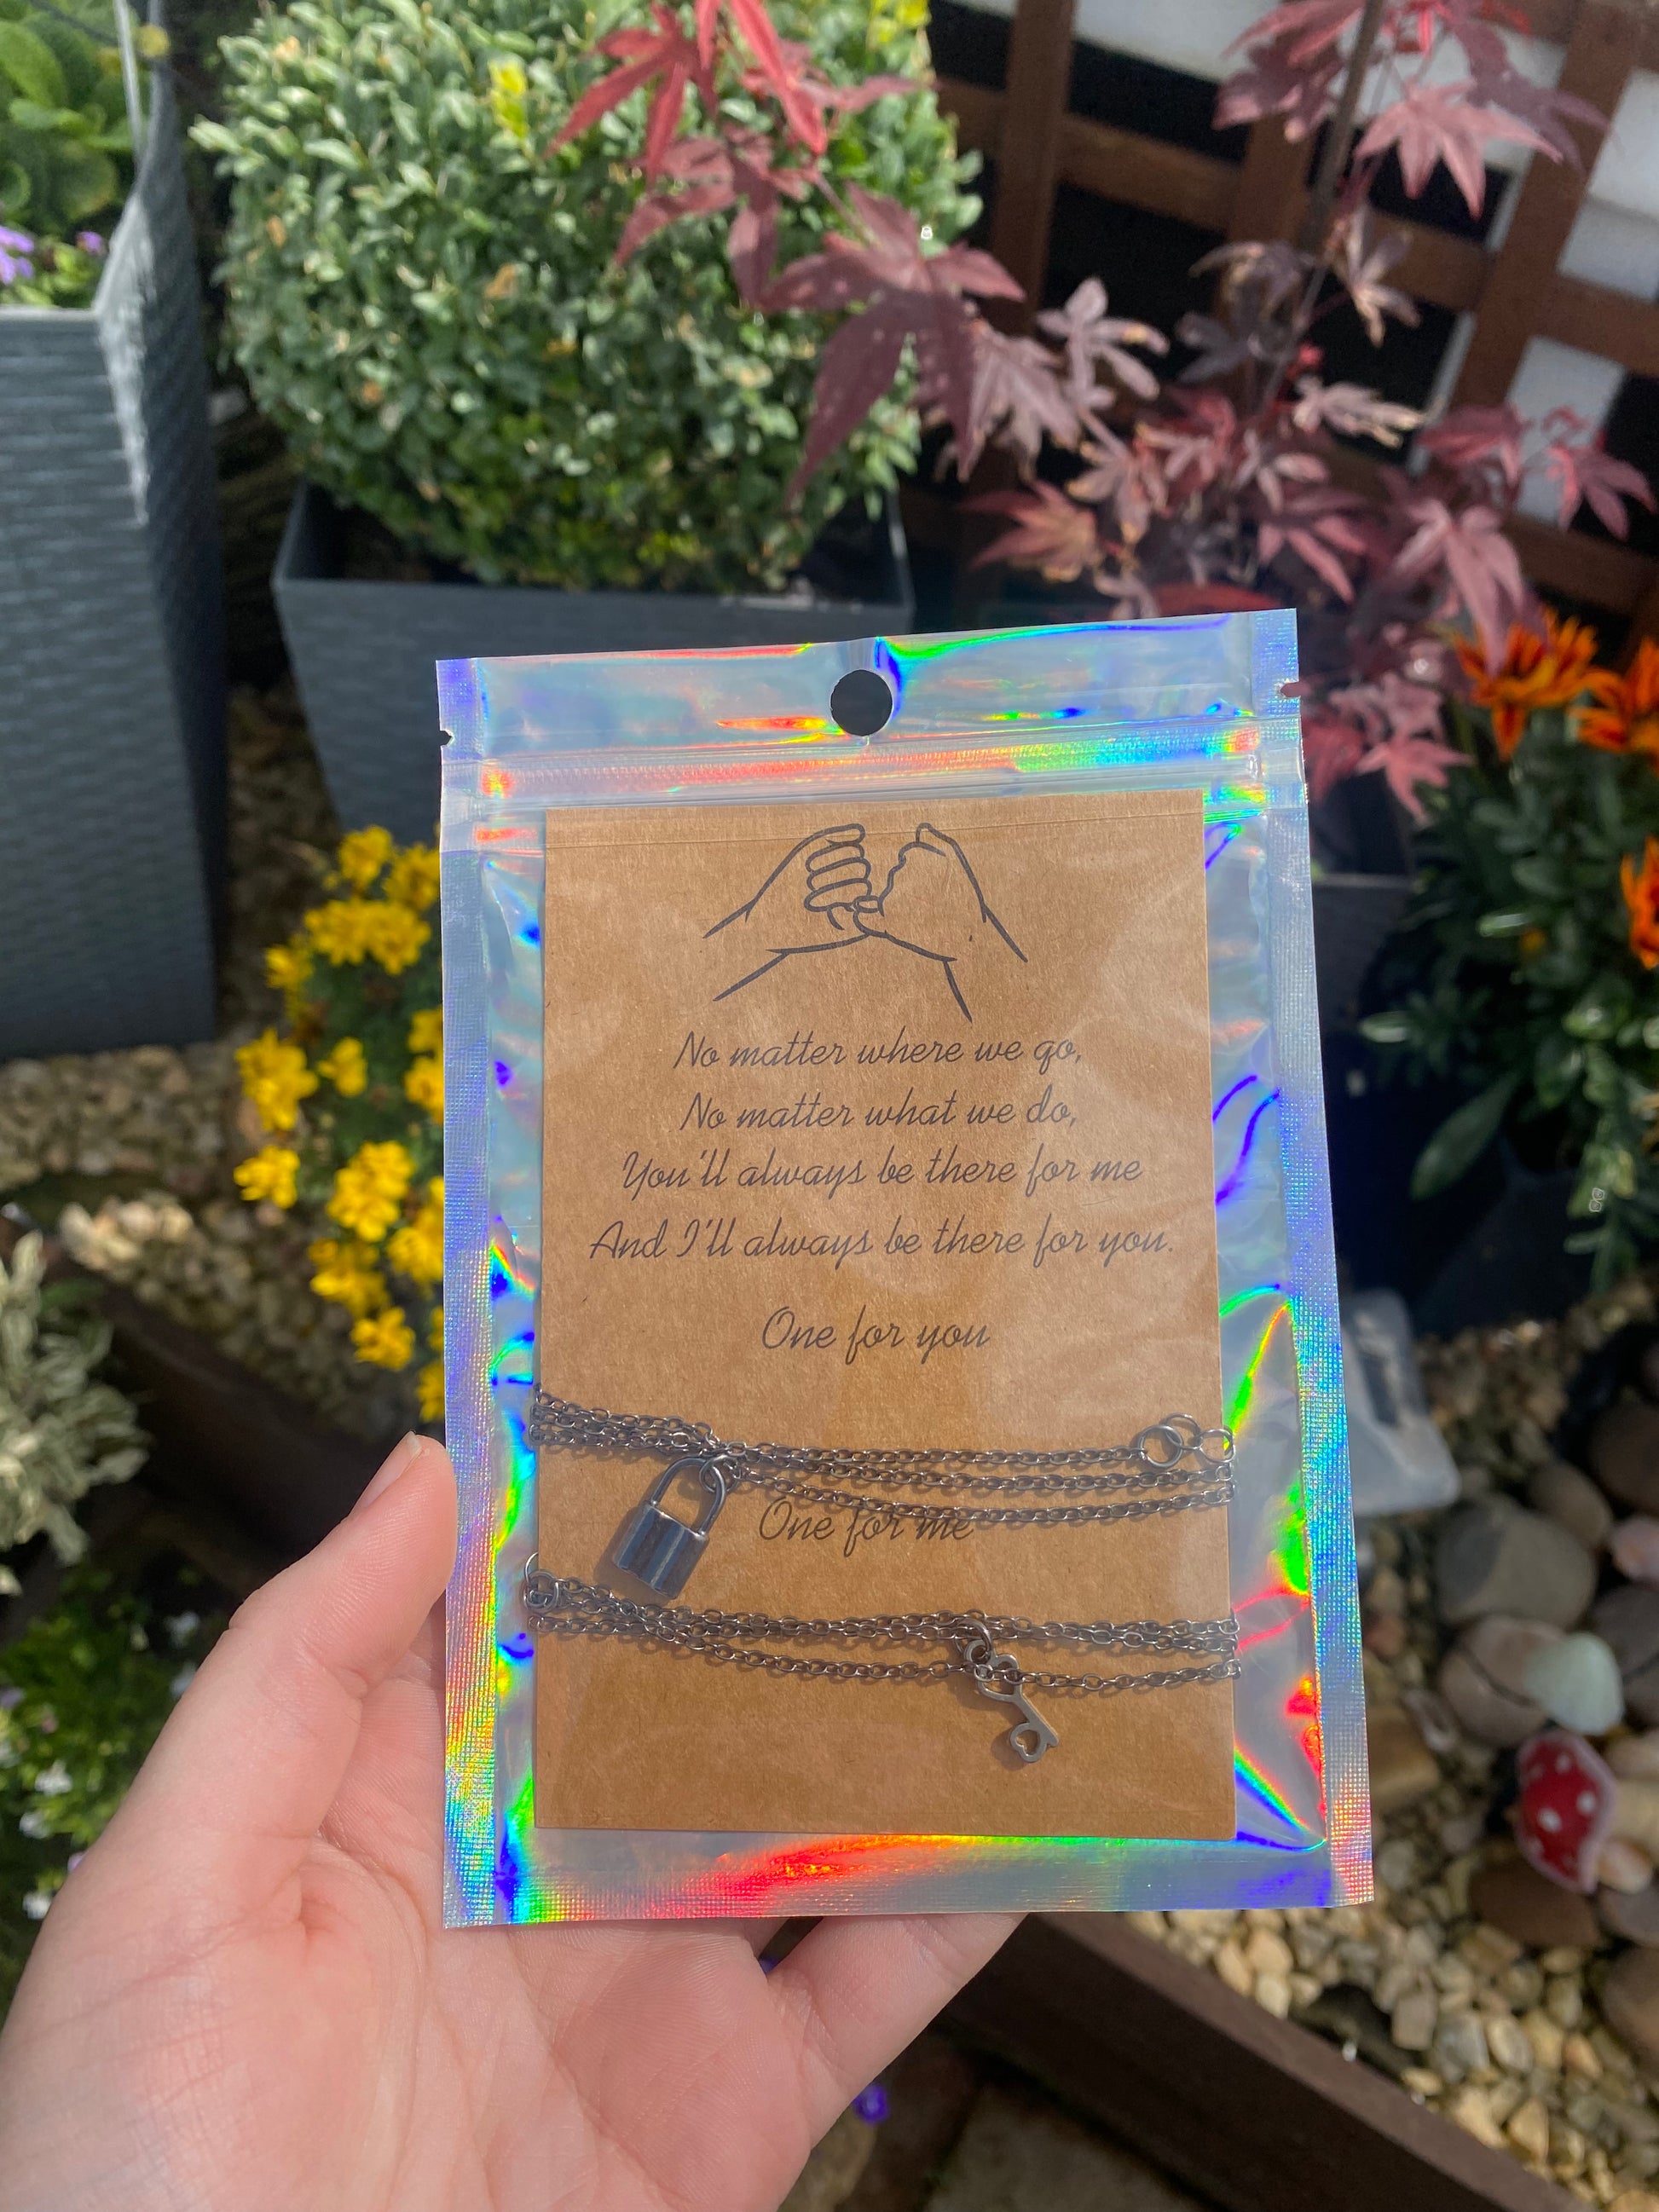 No matter where we go,
No matter what we do,
You'll always be there for me
And I'll always be there for you.
One for you
One for me